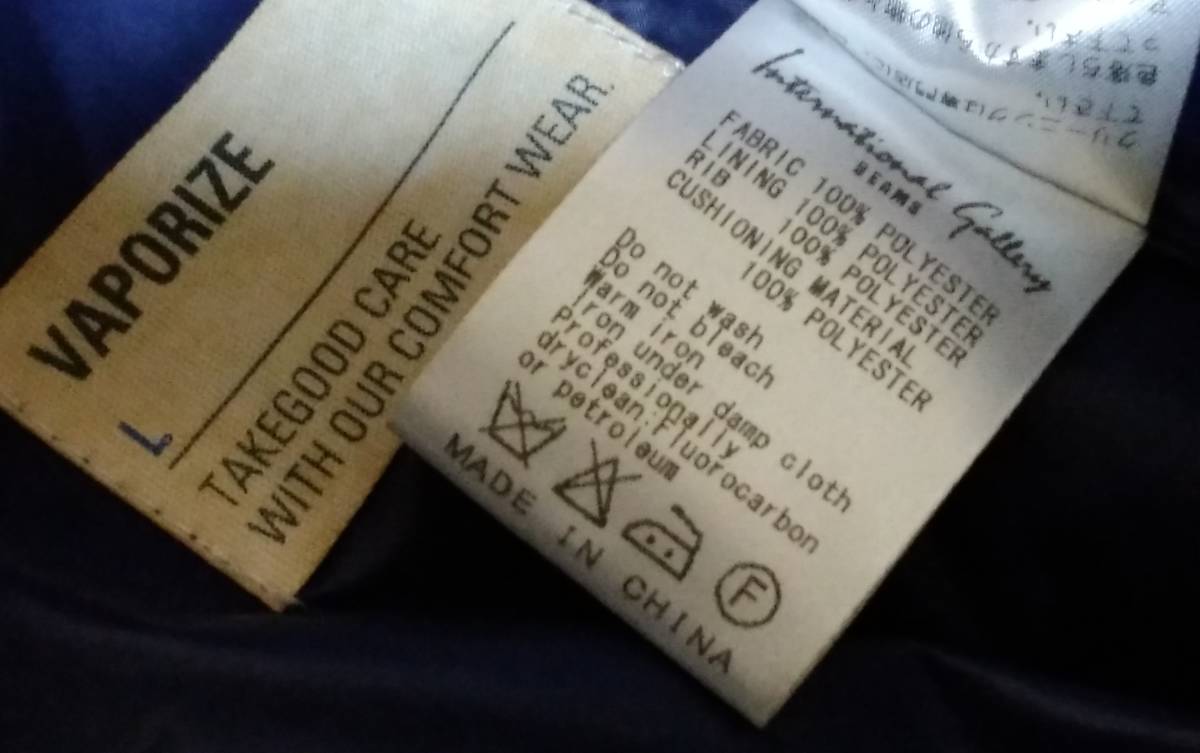 VAPORIZE
L
TAKEGOOD CARE
WITH OUR COMFORT WEAR.
International Gallery
BEAMS
FABRIC 100% POLYESTER
LINING 100% POLYESTER
RIB 100% POLYESTER
CUSHIONING MATERIAL
100% POLYESTER
Do not wash
Do not bleach
Warm iron
Iron under damp cloth
Professionally
dryclean:Fluorocarbon
or petroleum
F
MADE IN CHINA